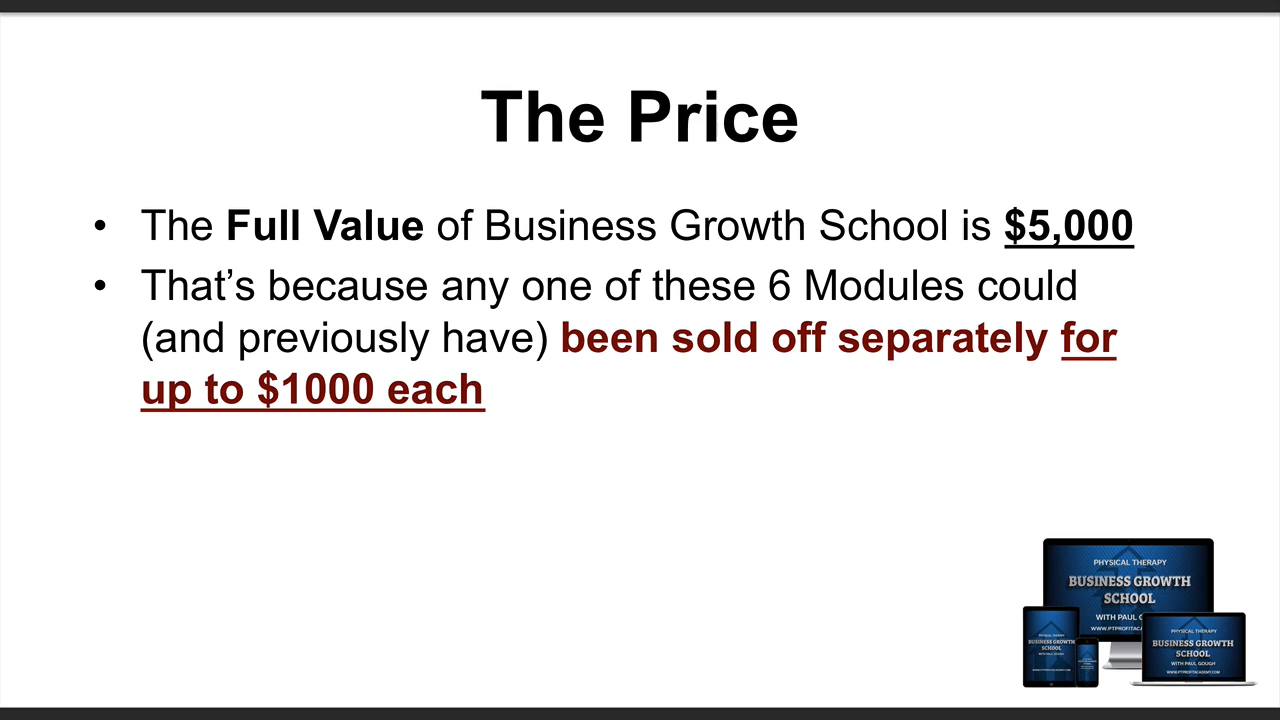 The Price
• The Full Value of Business Growth School is $5,000
• That’s because any one of these 6 Modules could
(and previously have) been sold off separately for
up to $1000 each
PHYSICAL THERAPY
BUSINESS GROWTH
SCHOOL
WITH PAUL G
WWW.PTPROFITACA
PHYSICAL THERAPY
BUSINESS GROWTH
SCHOOL
WITH PAUL GOUGH
WWW.PTPROFITACADEMY.COM
PHYSICAL THERAPY
BUSINESS GROWTH
SCHOOL
WITH PAUL GOUGH
WWW.PTPROFITACADEMY.COM